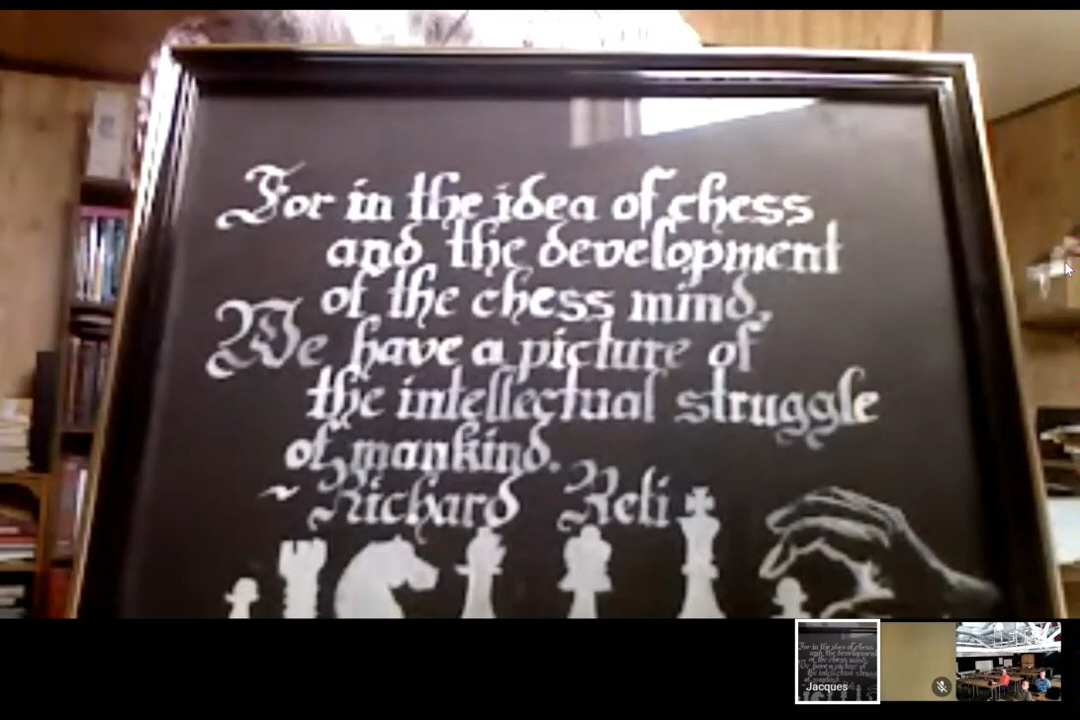 For in the idea of chess
and the development
of the chess mind,
We have a picture of
the intellectual struggle
of mankind.
~ Richard Reti
Jacques